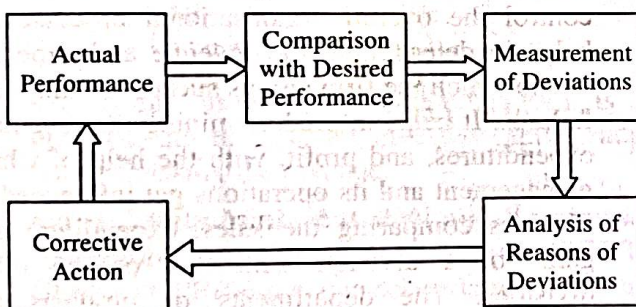 Actual
Performance
Comparison
with Desired
Performance
Measurement
of Deviations
Analysis of
Reasons of
Deviations
Corrective
Action